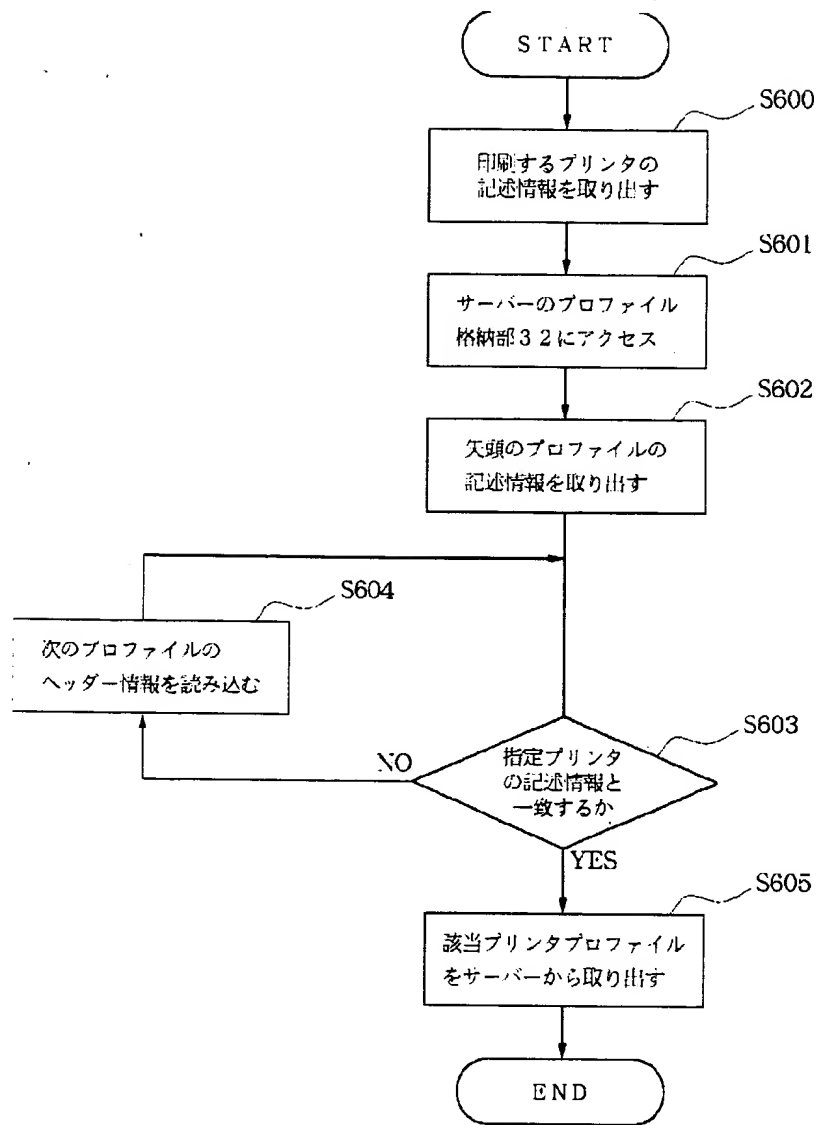 START
S600
印刷するプリンタの
記述情報を取り出す
S601
サーバーのプロファイル
格納部32にアクセス
S602
矢頭のプロファイルの
記述情報を取り出す
S604
次のプロファイルの
ヘッダー情報を読み込む
S603
指定プリンタ
の記述情報と
一致するか
NO
YES
S605
該当プリンタプロファイル
をサーバーから取り出す
END